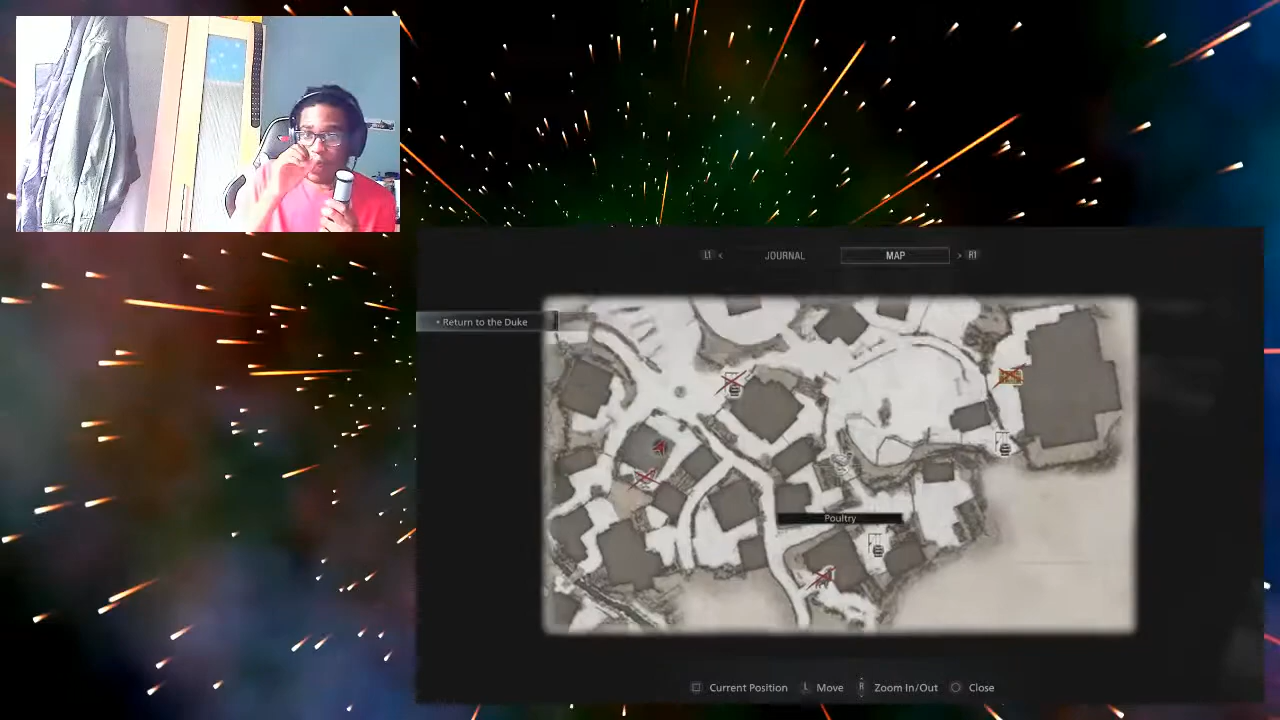 L1 < JOURNAL MAP > R1
• Return to the Duke
Poultry
Current Position L Move R Zoom In/Out Close